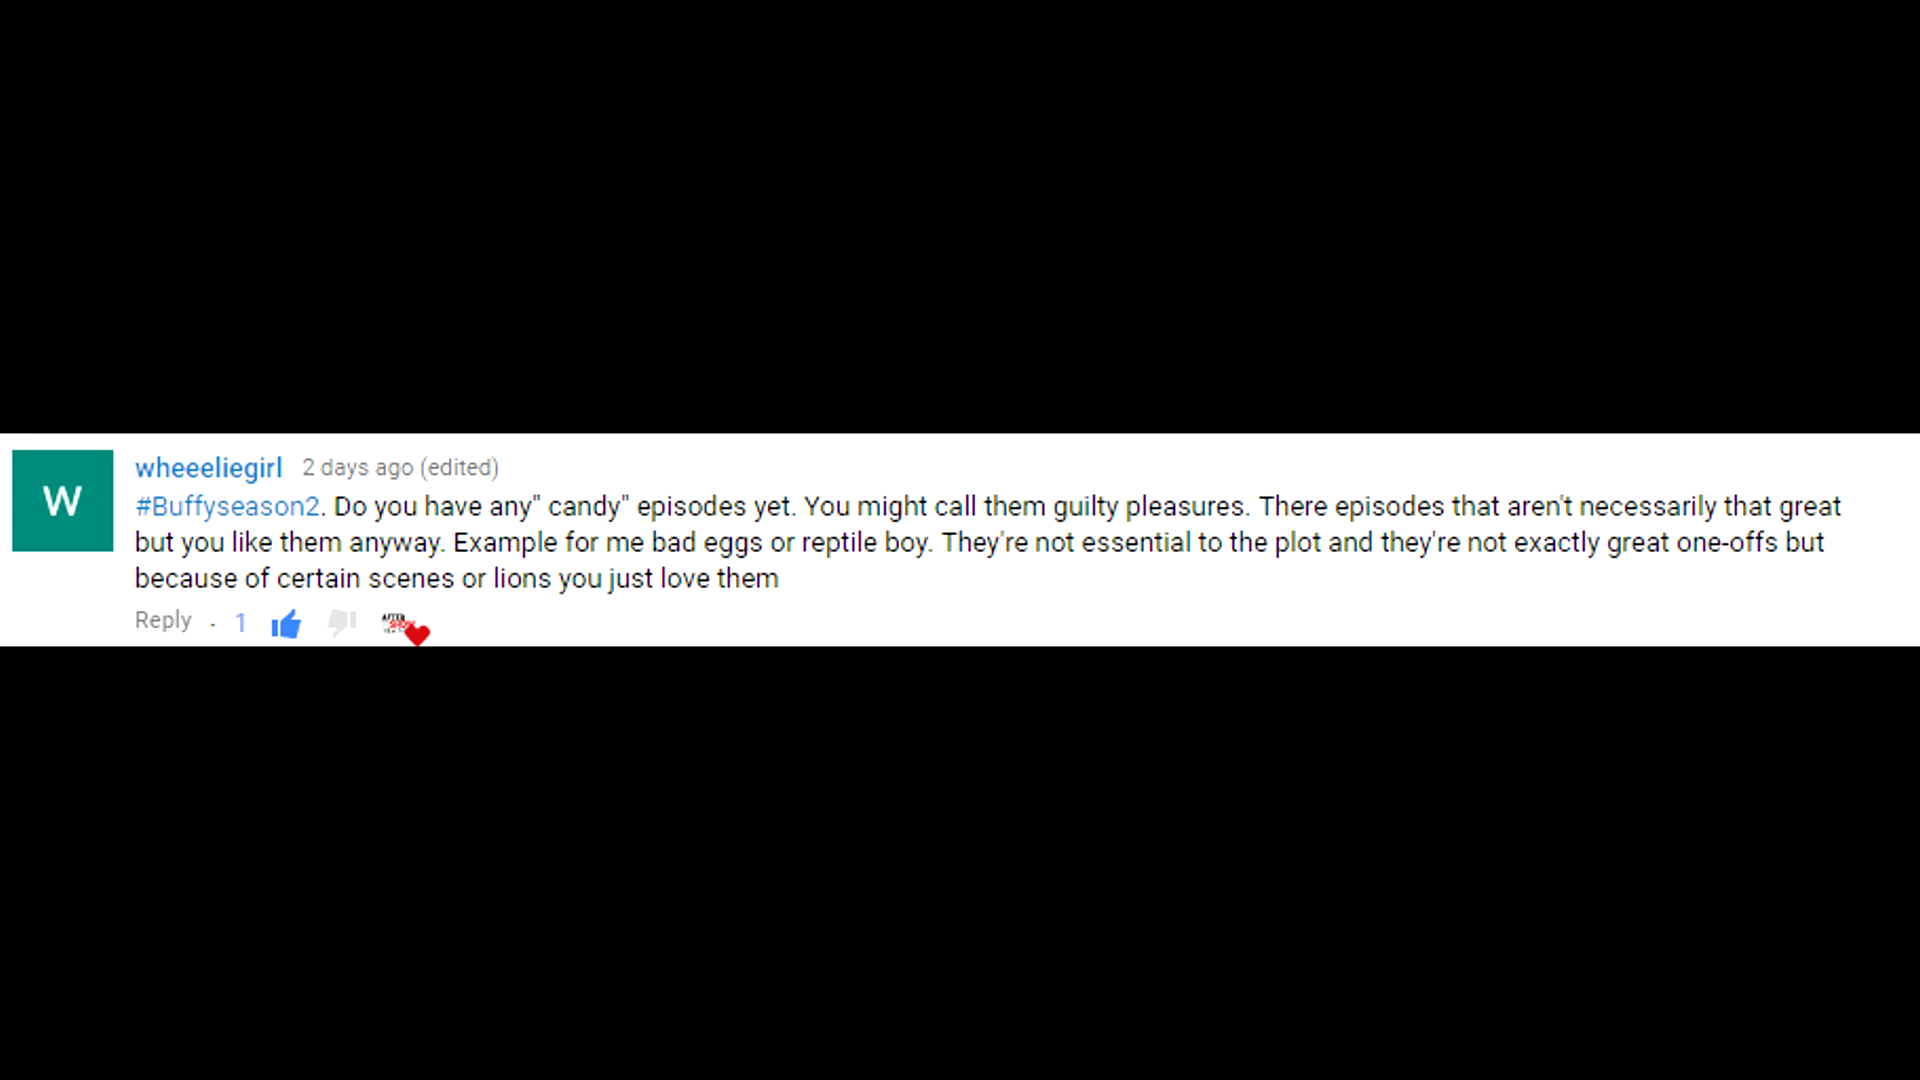 W
wheeeliegirl 2 days ago (edited)
#Buffyseason2. Do you have any" candy" episodes yet. You might call them guilty pleasures. There episodes that aren't necessarily that great
but you like them anyway. Example for me bad eggs or reptile boy. They're not essential to the plot and they're not exactly great one-offs but
because of certain scenes or lions you just love them
Reply . 1
AFTER
SHOW